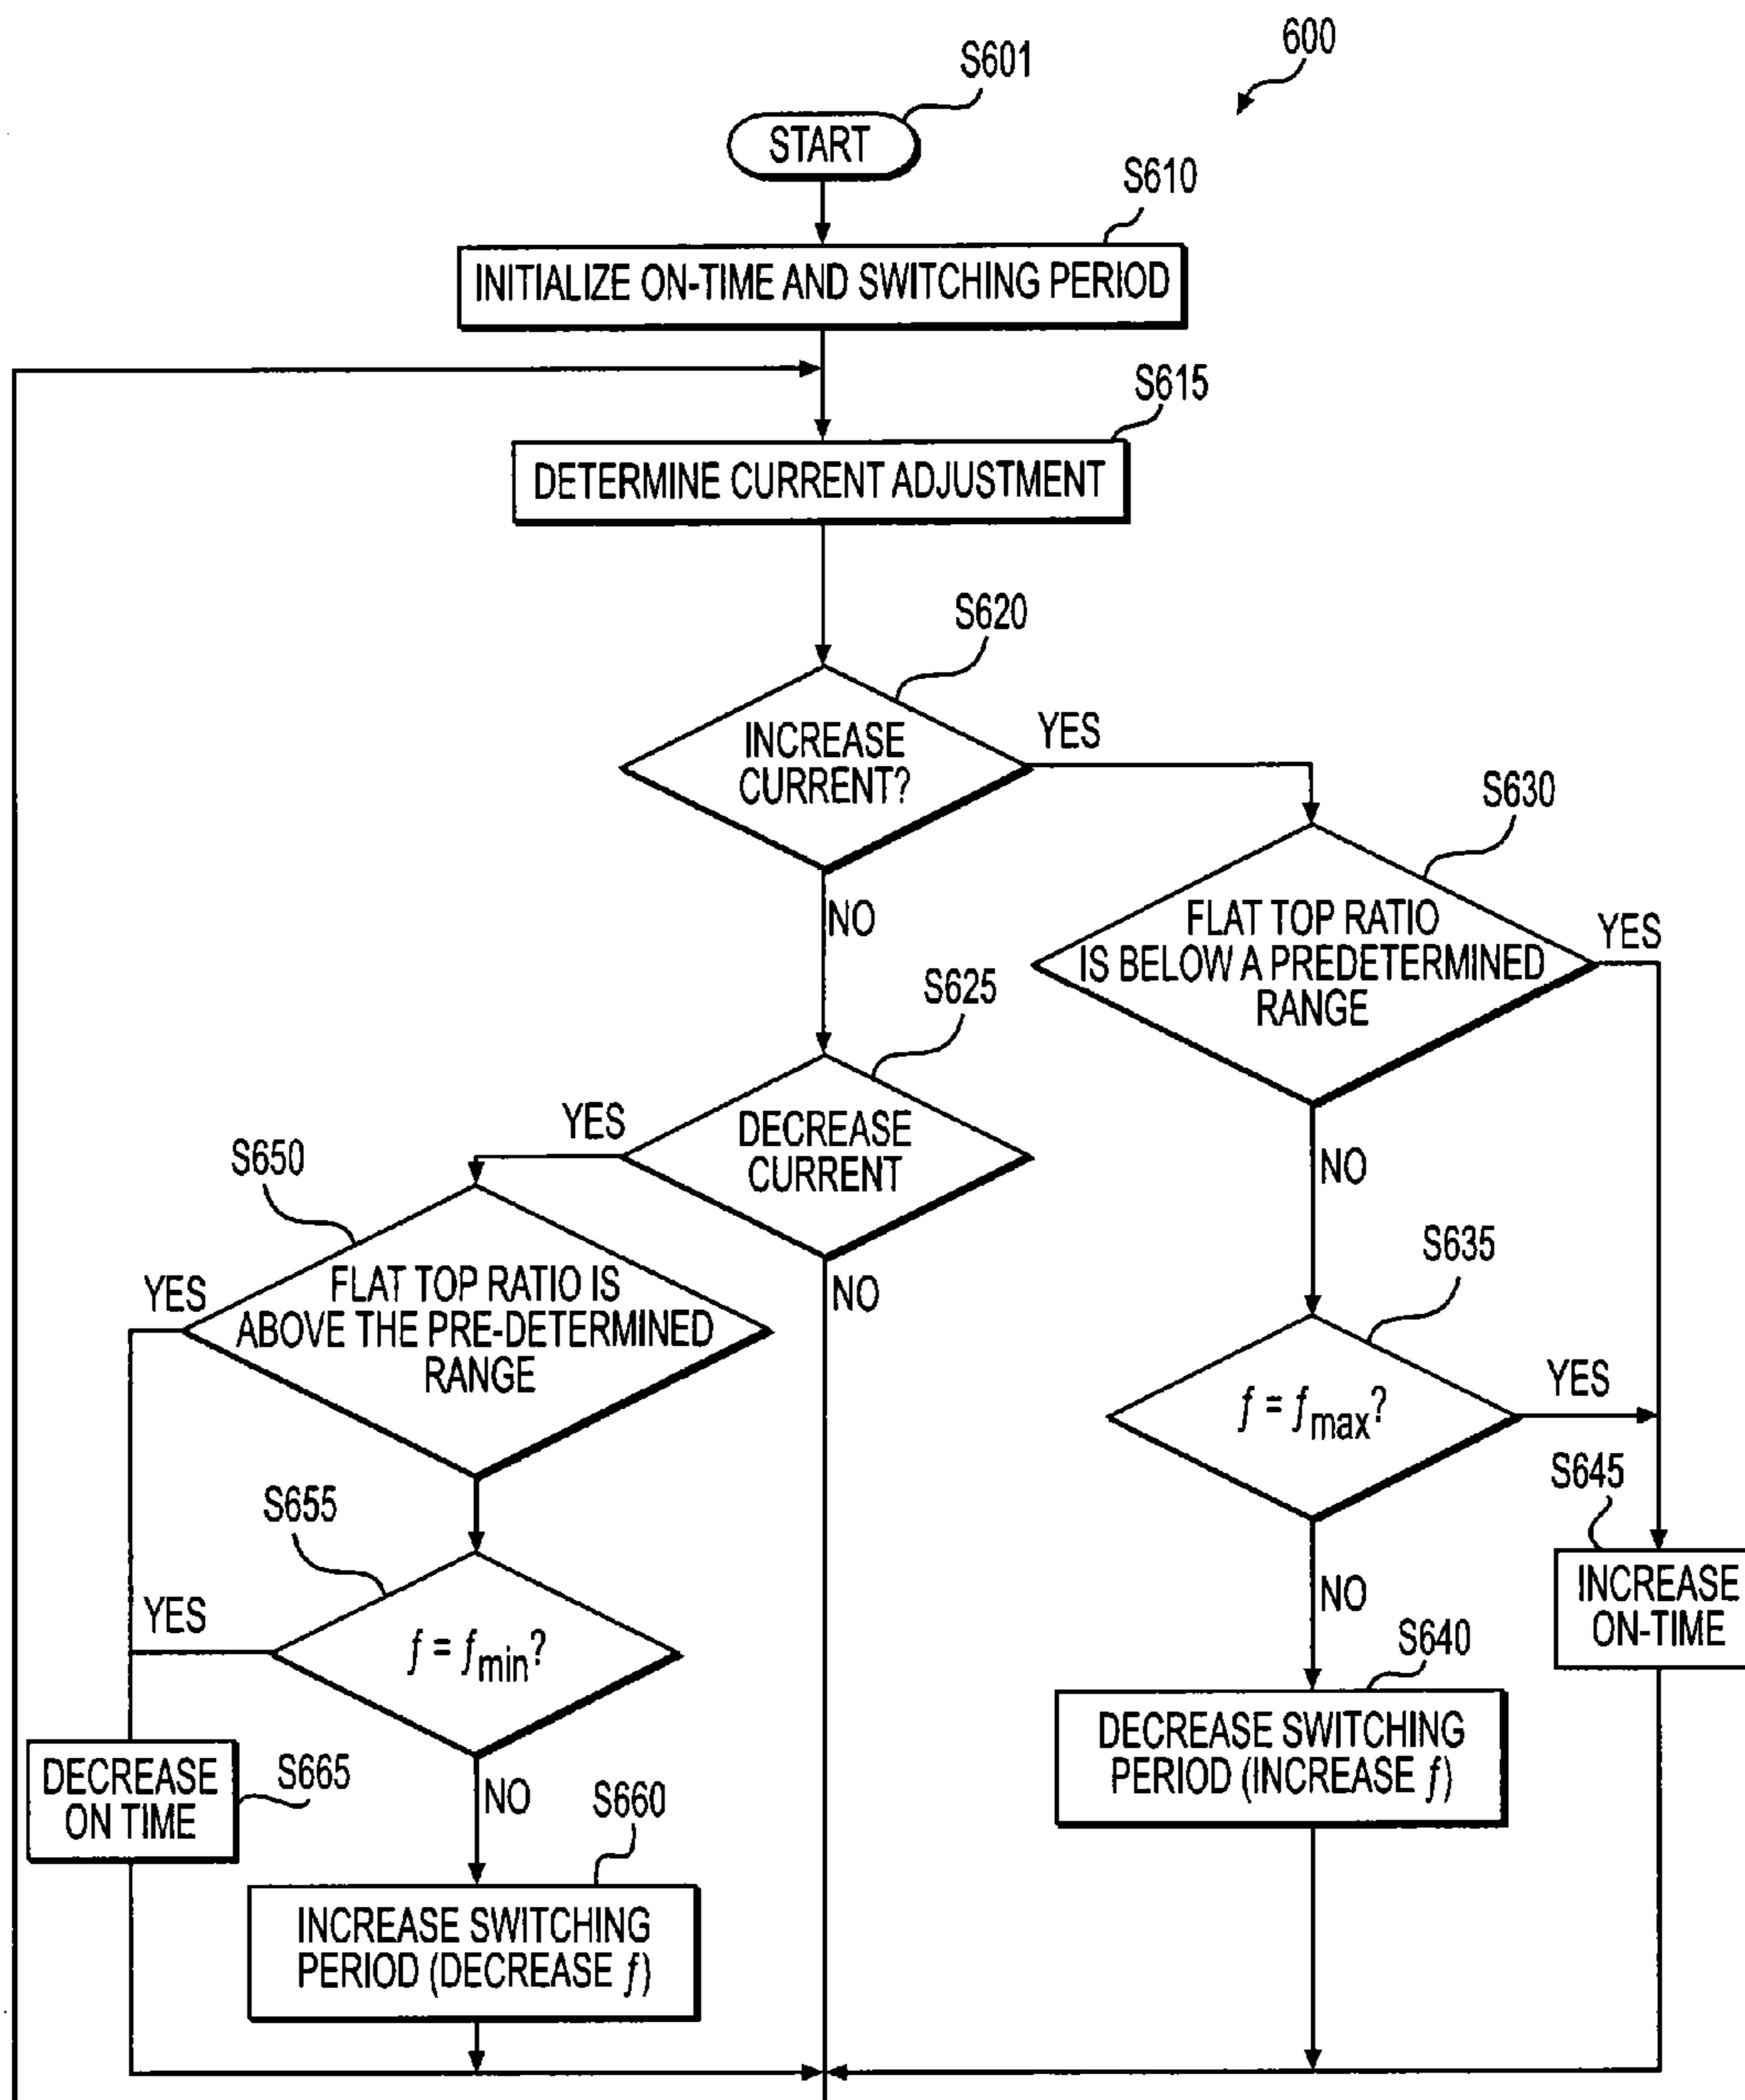 600
S601
START
S610
INITIALIZE ON-TIME AND SWITCHING PERIOD
S615
DETERMINE CURRENT ADJUSTMENT
S620
INCREASE
CURRENT?
YES
NO
S630
FLAT TOP RATIO
IS BELOW A PREDETERMINED
RANGE
YES
NO
S625
DECREASE
CURRENT
YES
NO
S650
FLAT TOP RATIO IS
ABOVE THE PRE-DETERMINED
RANGE
YES
S635
f = fmax?
YES
NO
S645
INCREASE
ON-TIME
S655
f = fmin?
YES
NO
S640
DECREASE SWITCHING
PERIOD (INCREASE f)
DECREASE
ON TIME
S665
S660
INCREASE SWITCHING
PERIOD (DECREASE f)